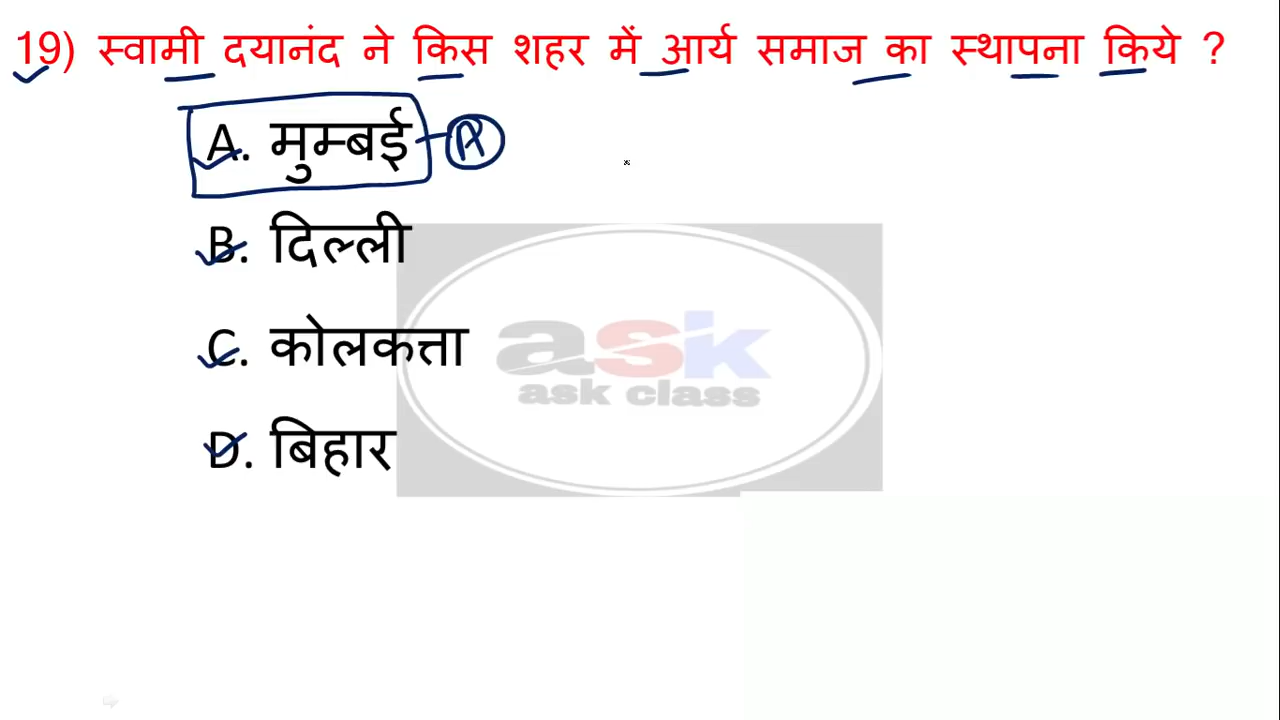 19) स्वामी दयानंद ने किस शहर में आर्य समाज का स्थापना किये ?
A. मुम्बई A
B. दिल्ली
C. कोलकत्ता
D. बिहार
ask
ask class